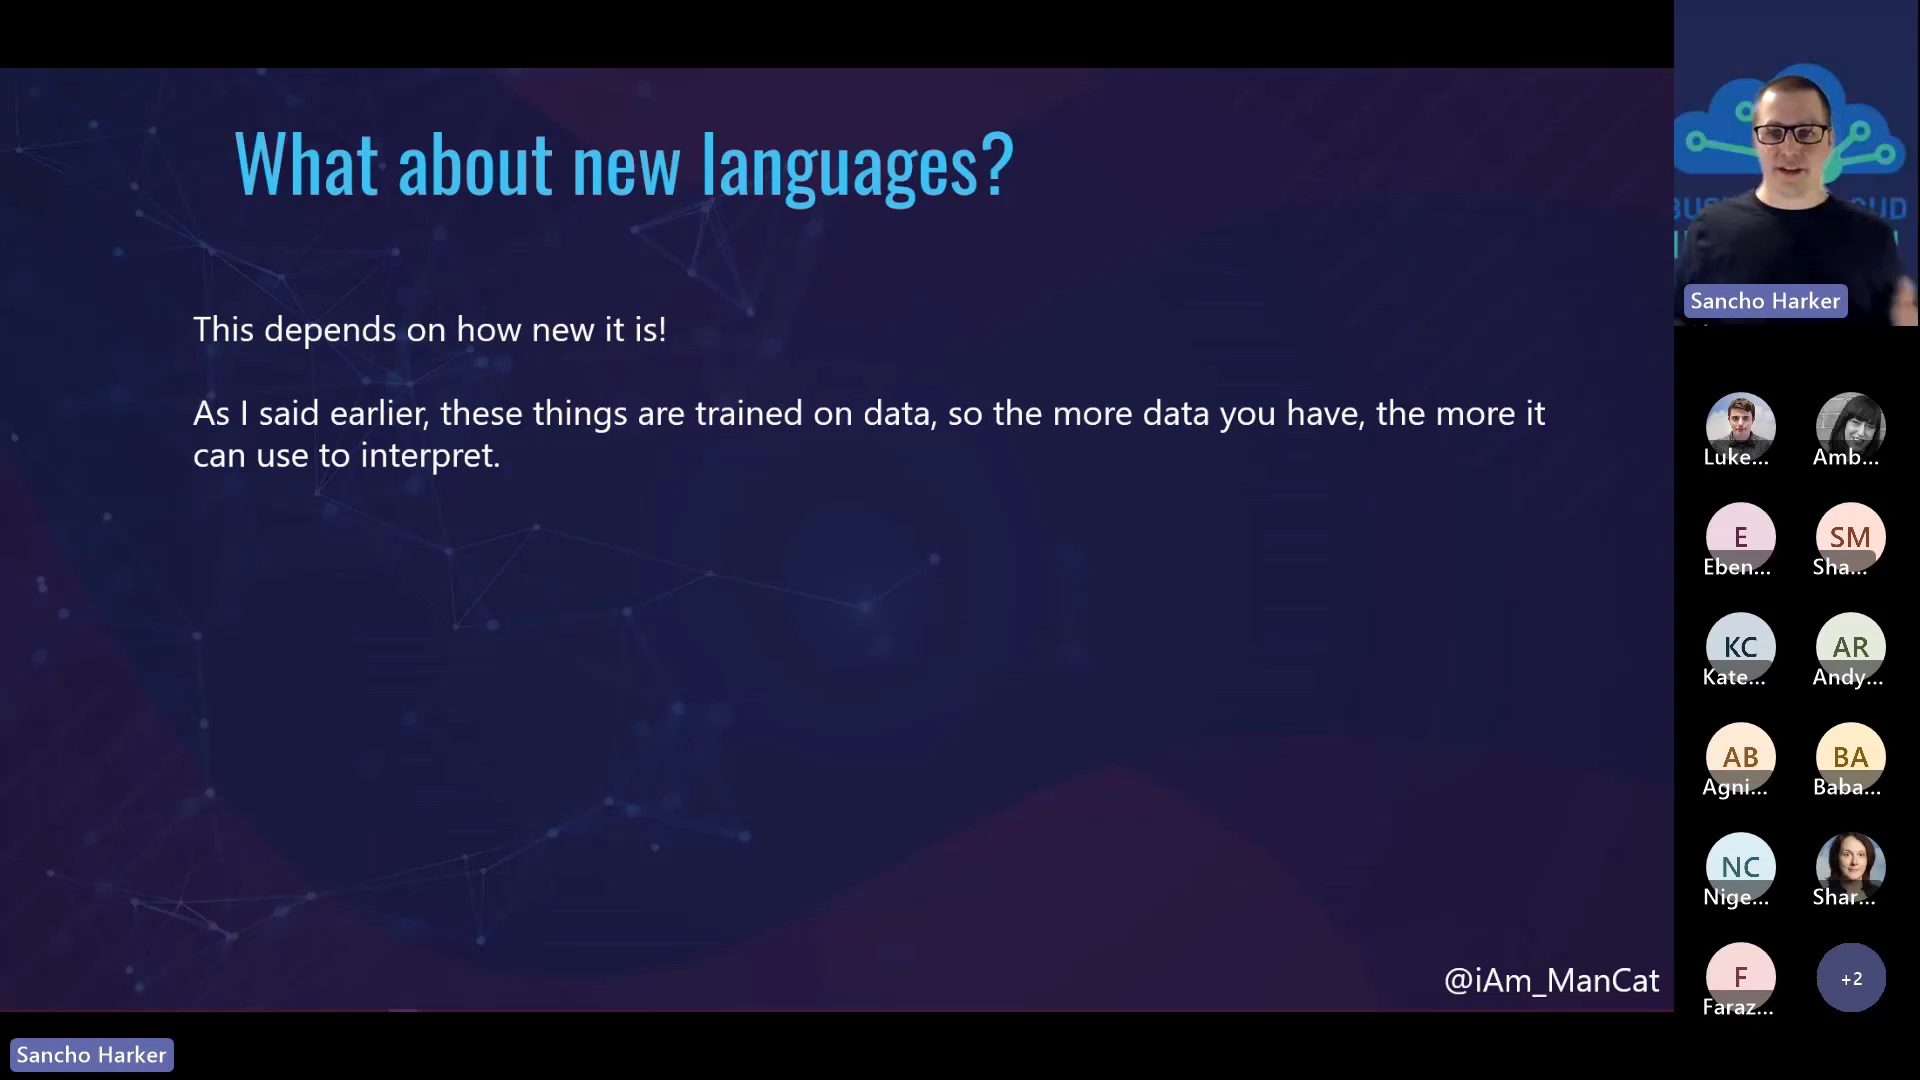 What about new languages?
This depends on how new it is!
As I said earlier, these things are trained on data, so the more data you have, the more it
can use to interpret.
@iAm_ManCat
Sancho Harker
Sancho Harker
Luke...
Amb...
E
Eben...
SM
Sha...
KC
Kate...
AR
Andy...
AB
Agni...
BA
Baba...
NC
Nige...
Shar...
F
Faraz...
+2